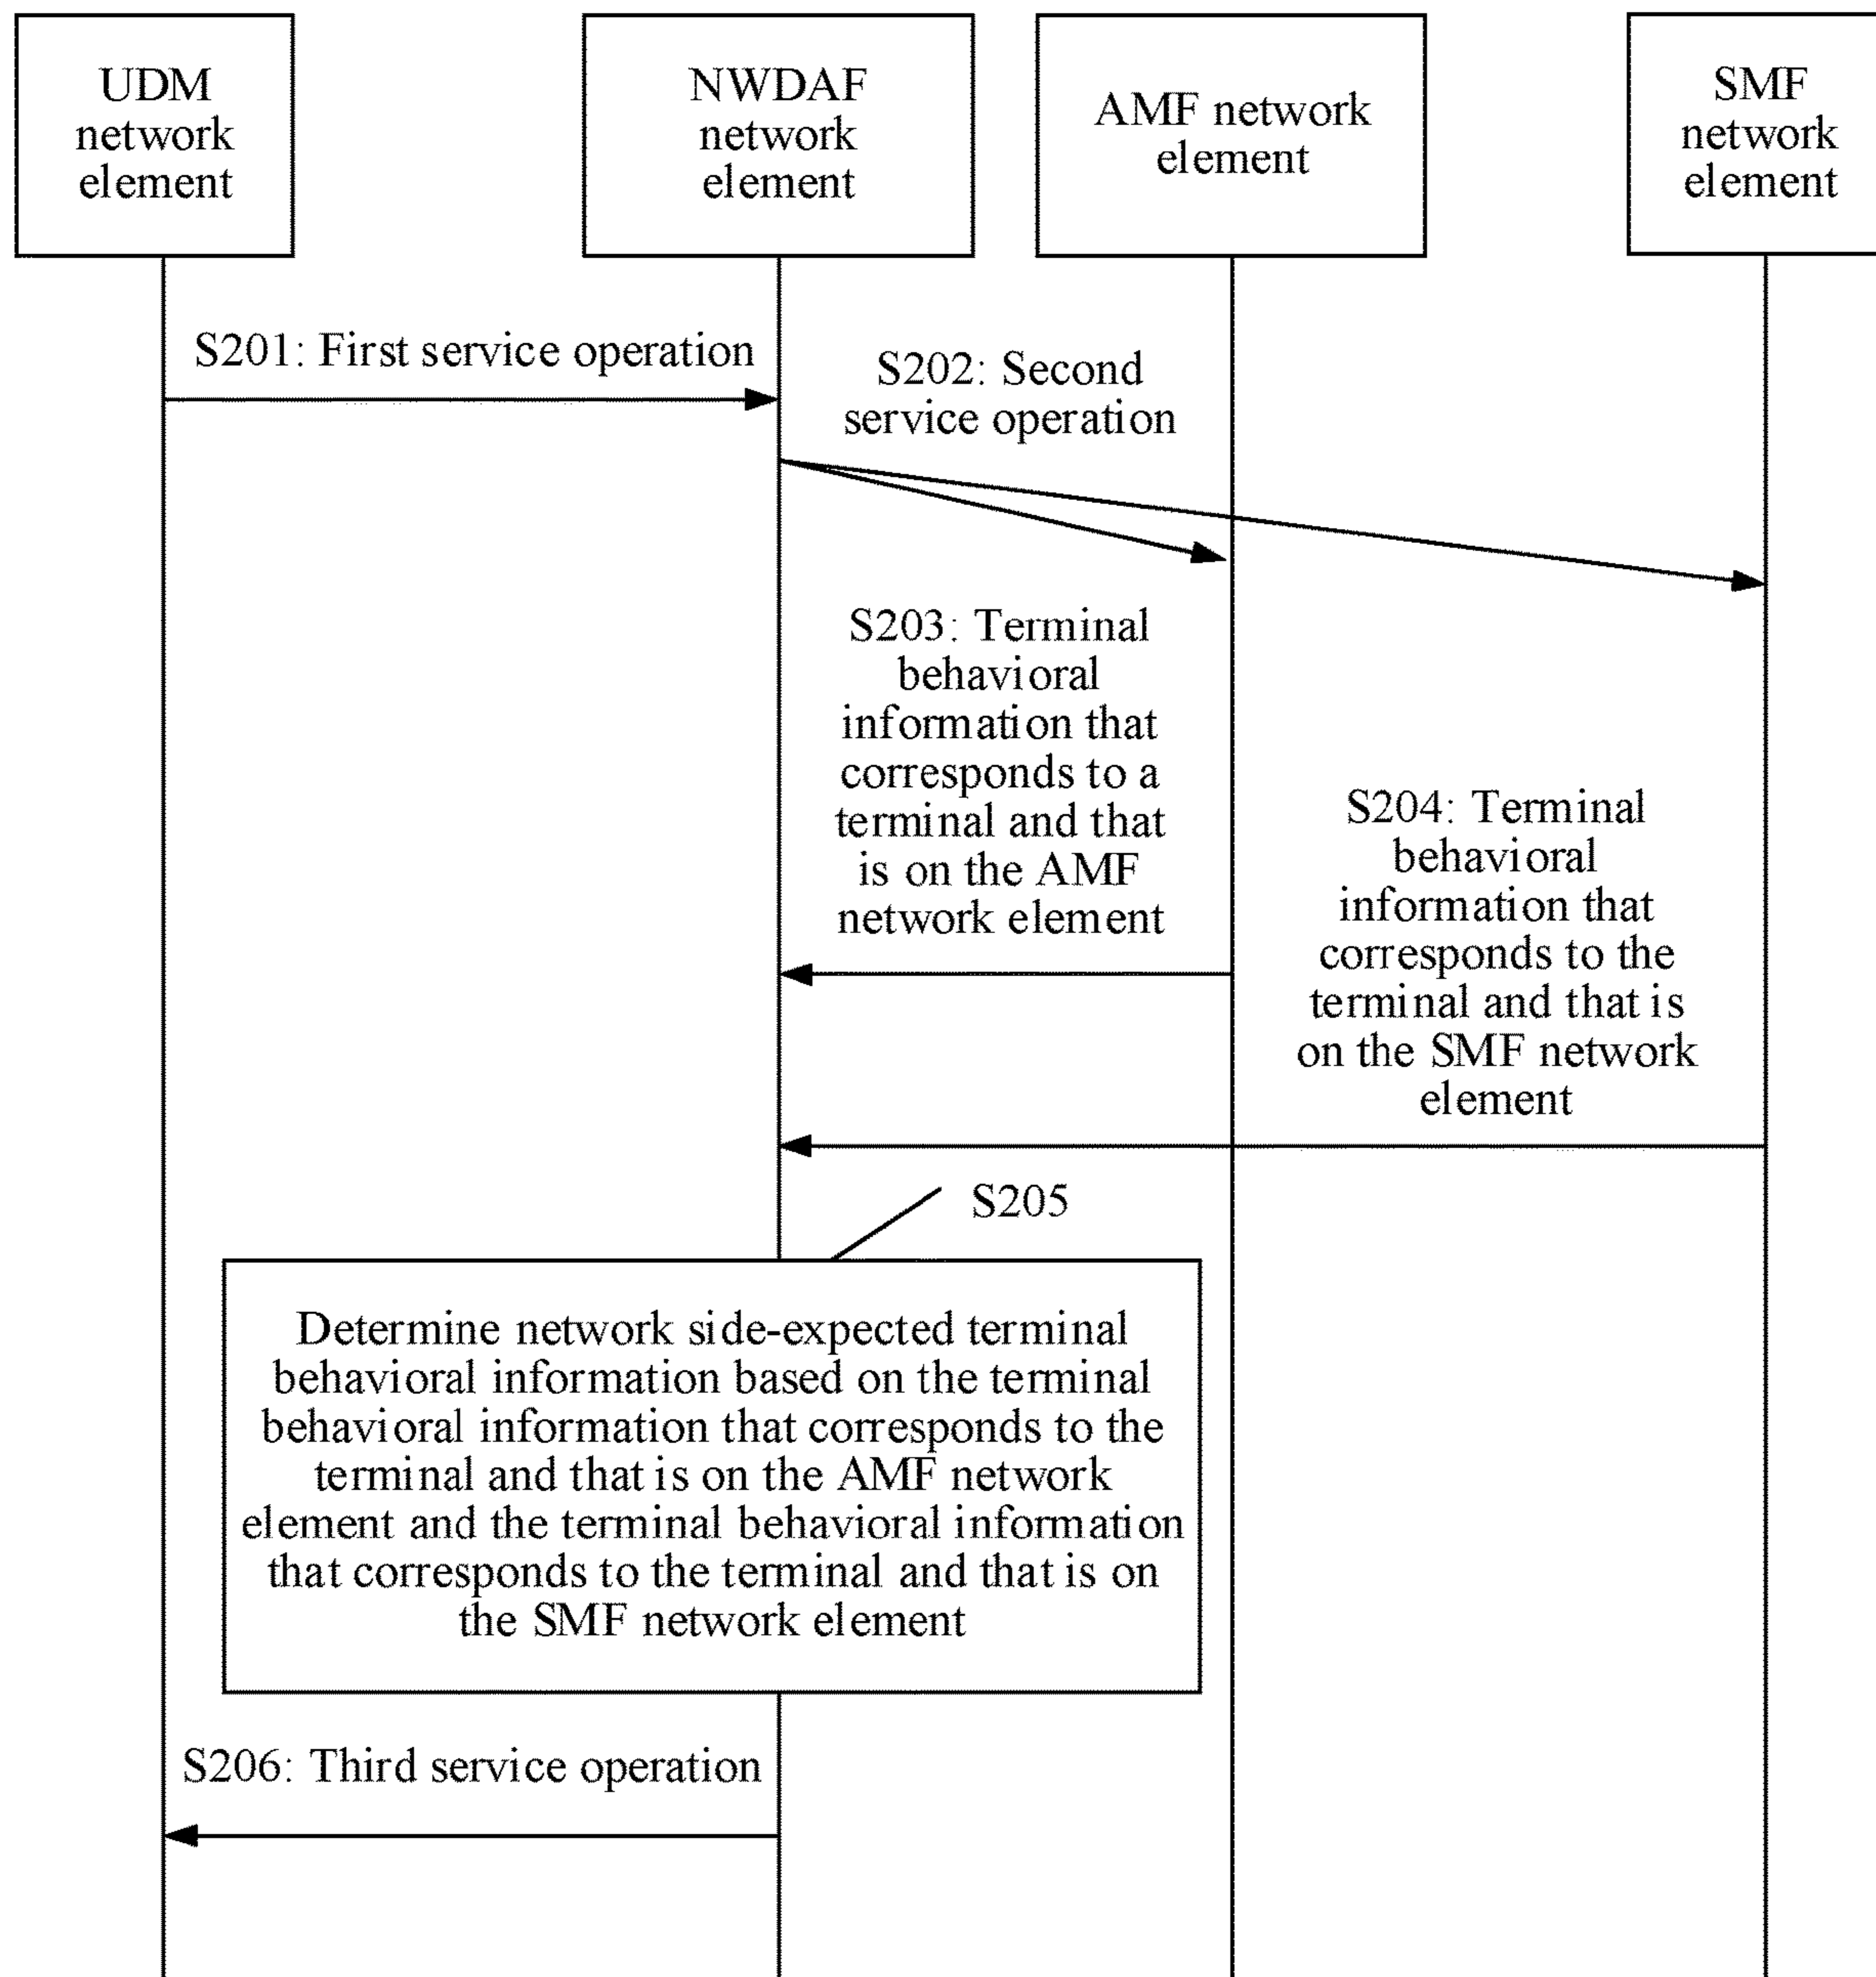 UDM
network
element
NWDAF
network
element
AMF network
element
SMF
network
element
S201: First service operation
S202: Second
service operation
S203: Terminal
behavioral
information that
corresponds to a
terminal and that
is on the AMF
network element
S204: Terminal
behavioral
information that
corresponds to the
terminal and that is
on the SMF network
element
S205
Determine network side-expected terminal
behavioral information based on the terminal
behavioral information that corresponds to the
terminal and that is on the AMF network
element and the terminal behavioral information
that corresponds to the terminal and that is on
the SMF network element
S206: Third service operation